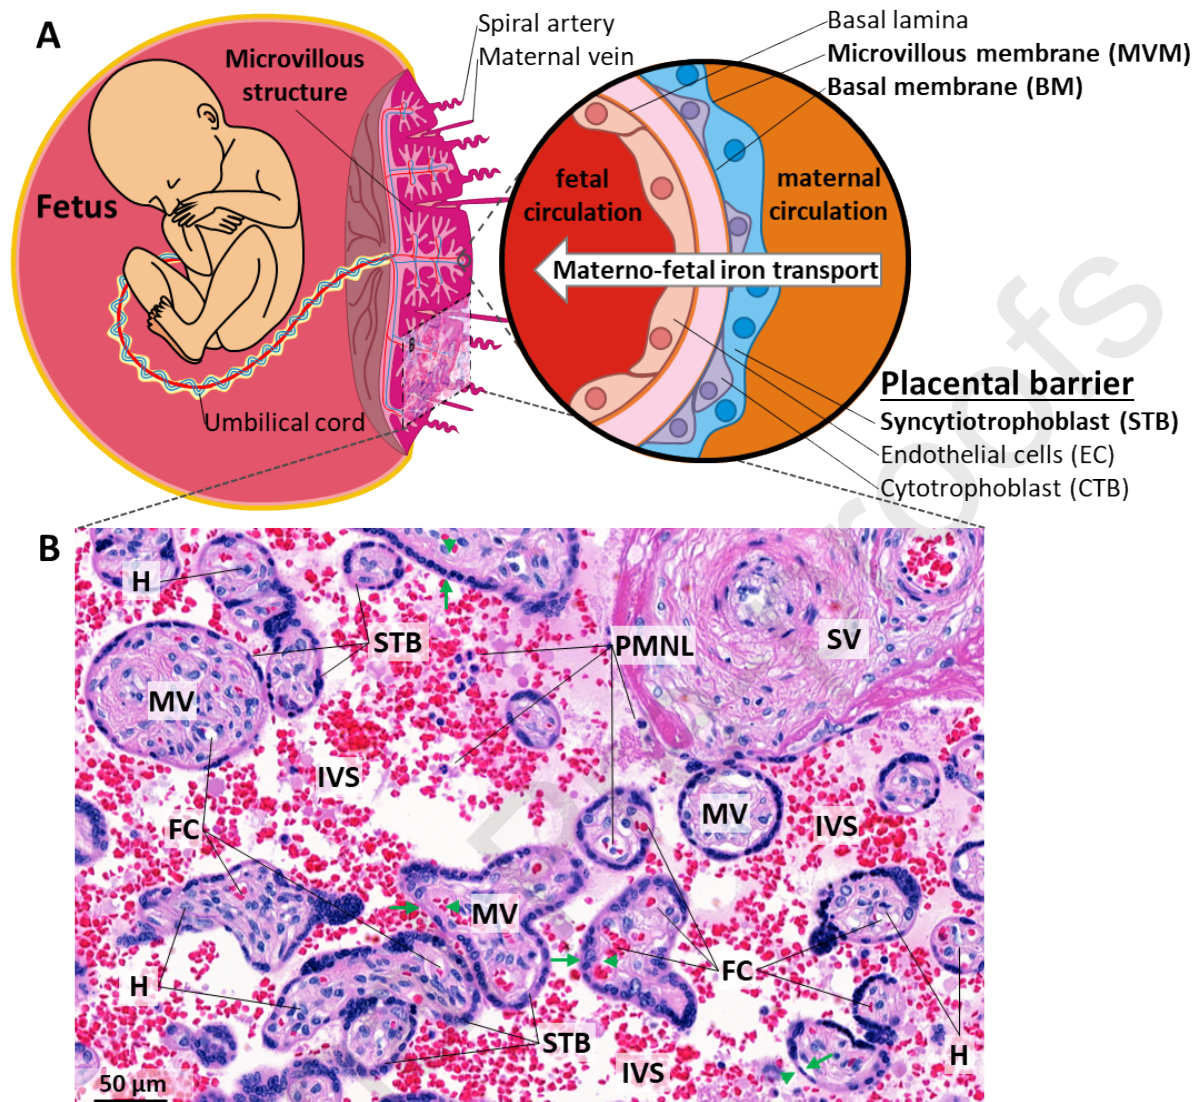 A
Spiral artery
Maternal vein
Microvillous
structure
Fetus
Umbilical cord
Basal lamina
Microvillous membrane (MVM)
Basal membrane (BM)
fetal
circulation
maternal
circulation
Materno-fetal iron transport
Placental barrier
Syncytiotrophoblast (STB)
Endothelial cells (EC)
Cytotrophoblast (CTB)
B
H
STB
PMNL
SV
MV
IVS
MV
IVS
FC
MV
H
FC
STB
H
IVS
50 µm
roofs